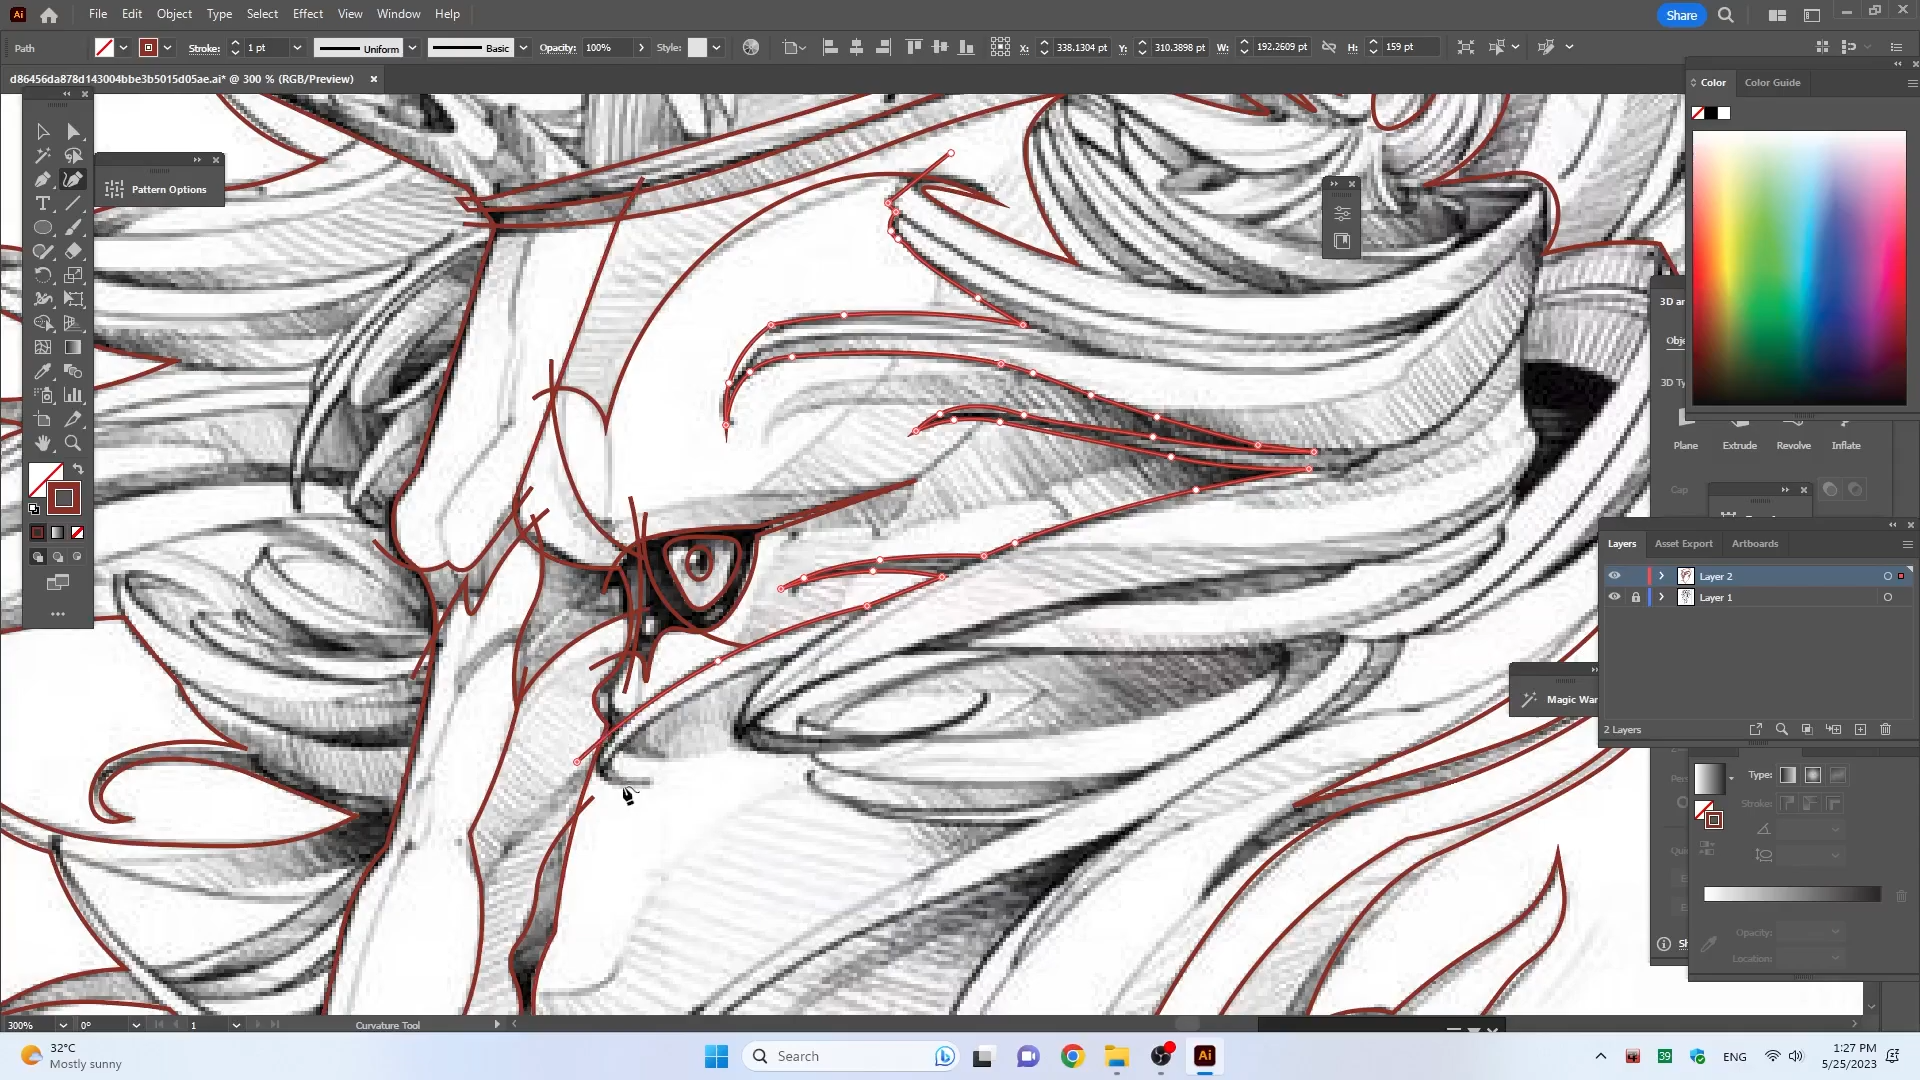 Ai File Edit Object Type Select Effect View Window Help Share
Path Stroke: 1 pt Uniform Basic Opacity: 100% Style: X: 338.1304 pt Y: 310.3898 pt W: 192.2609 pt H: 159 pt
d86456da878d143004bbe3b5015d05ae.ai* @ 300 % (RGB/Preview)
Color Color Guide
Pattern Options
3D ar
Obje
3D Ty
Plane Extrude Revolve Inflate
Cap
Layers Asset Export Artboards
Layer 2
Layer 1
Magic War
2 Layers
Type:
Stroke:
Opacity:
Location:
300% 0° 1 Curvature Tool
32°C
Mostly sunny
Search
Ai
39
ENG
1:27 PM
5/25/2023